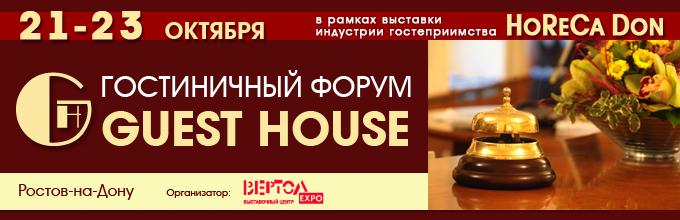 21-23 ОКТЯБРЯ
в рамках выставки
индустрии гостеприимства
HORECA DON
GH
ГОСТИНИЧНЫЙ ФОРУМ
GUEST HOUSE
Ростов-на-Дону
Организатор:
ВЕРТОЛ
ВЫСТАВОЧНЫЙ ЦЕНТР
EXPO